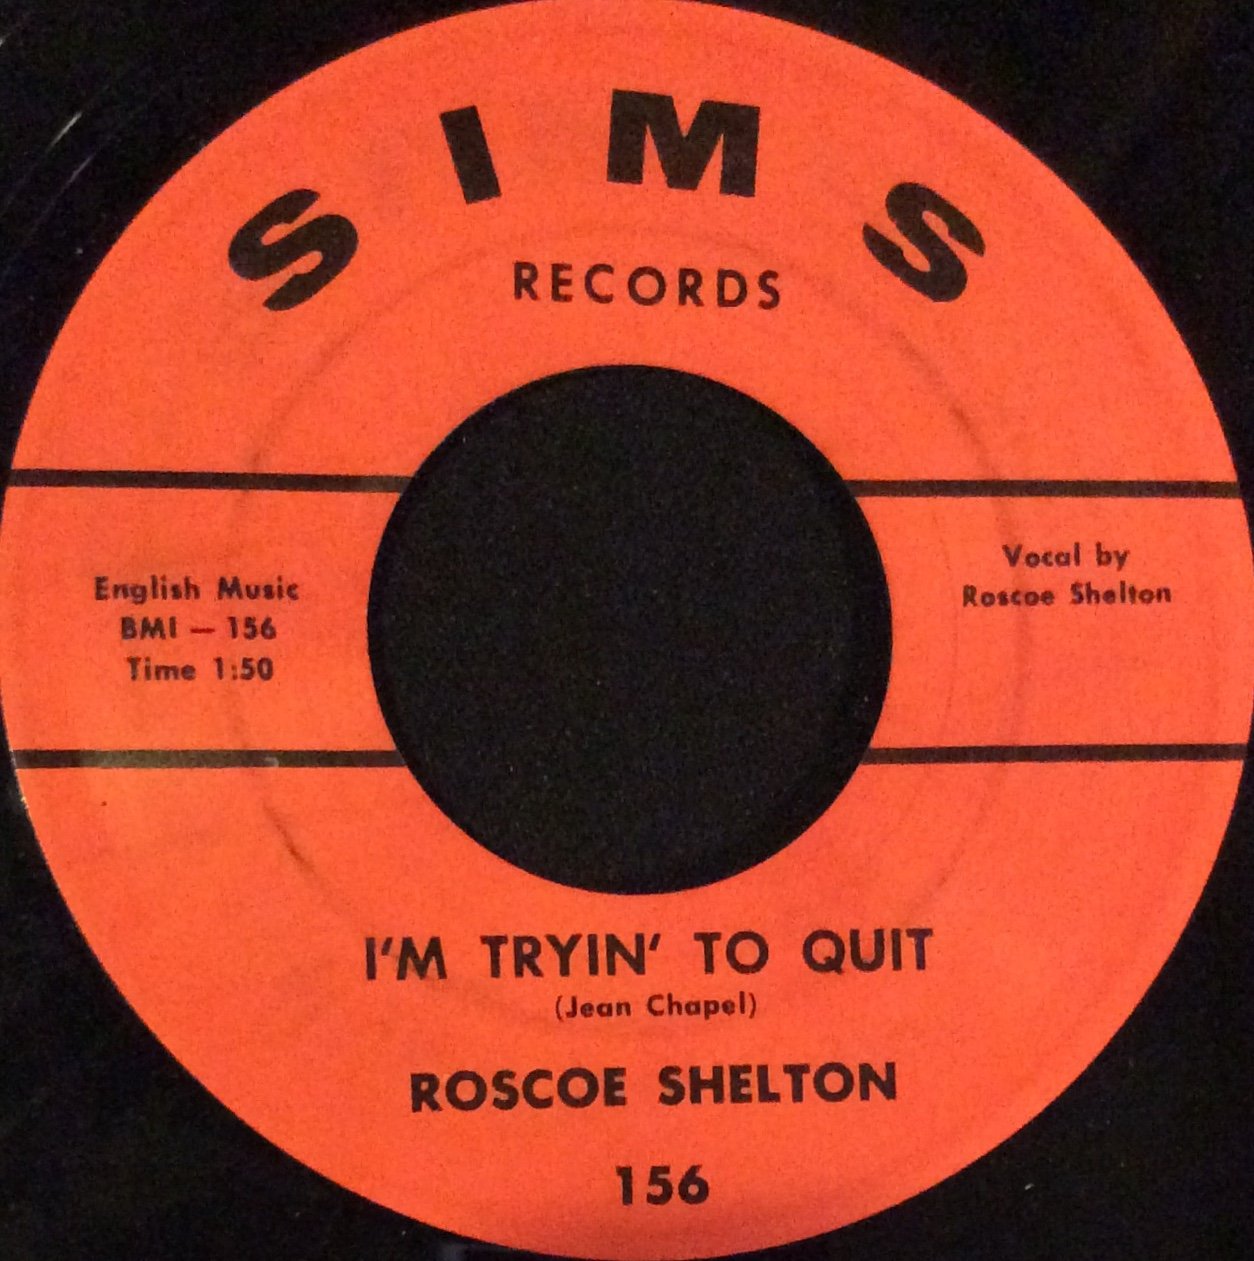 SIMS
RECORDS
English Music
BMI — 156
Time 1:50
Vocal by
Roscoe Shelton
I'M TRYIN' TO QUIT
(Jean Chapel)
ROSCOE SHELTON
156